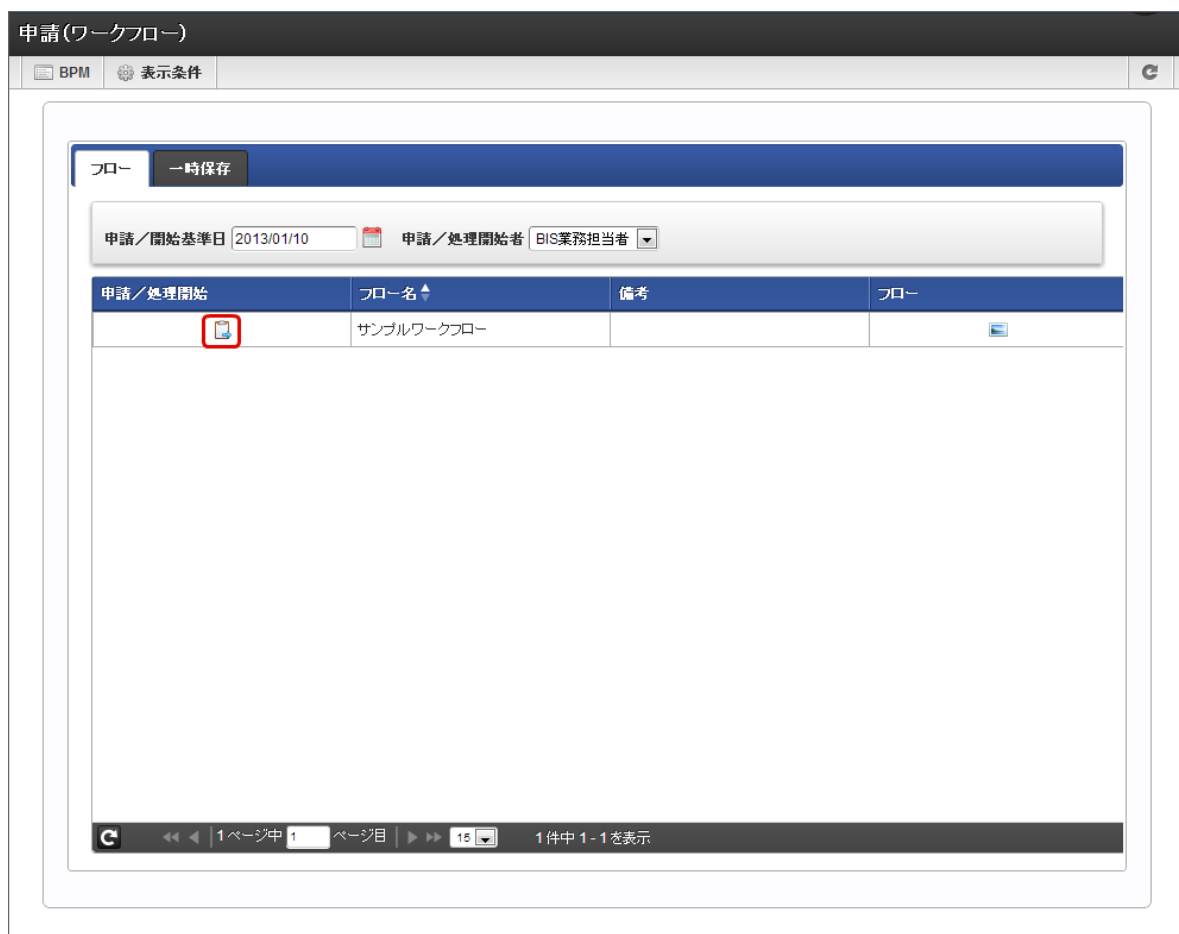 申請(ワークフロー)
BPM 表示条件
フロー 一時保存
申請／開始基準日 2013/01/10 申請／処理開始者 BIS業務担当者
申請／処理開始 フロー名 備考 フロー
サンプルワークフロー
1 ページ中 1 ページ目 15 1 件中 1 - 1 を表示